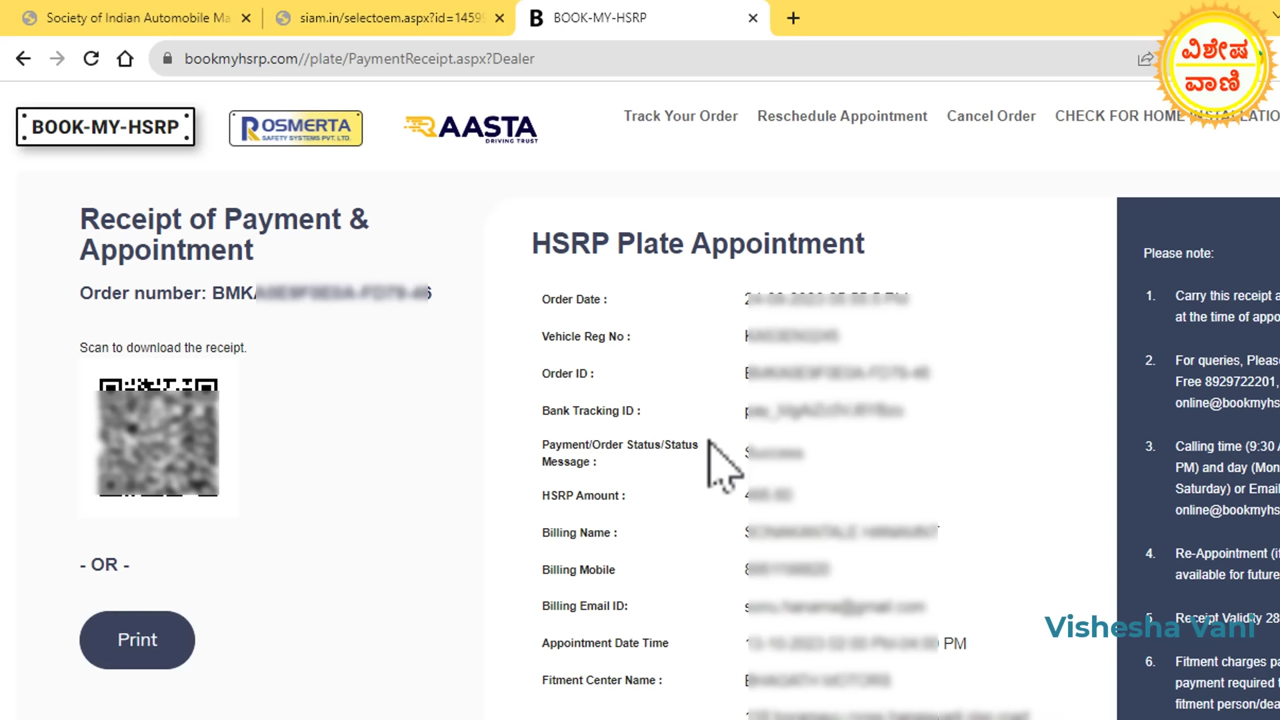 Society of Indian Automobile Ma
siam.in/selectoem.aspx?id=1459
BOOK-MY-HSRP
bookmyhsrp.com//plate/PaymentReceipt.aspx?Dealer
ವಿಶೇಷ
ವಾಣಿ
BOOK-MY-HSRP
ROSMERTA
SAFETY SYSTEMS PVT. LTD.
AASTA
DRIVING TRUST
Track Your Order
Reschedule Appointment
Cancel Order
CHECK FOR HOME INSTALLATIO
Receipt of Payment &
Appointment
Order number: BMK
Scan to download the receipt.
- OR -
Print
HSRP Plate Appointment
Order Date :
Vehicle Reg No :
Order ID :
Bank Tracking ID :
Payment/Order Status/Status
Message :
HSRP Amount :
Billing Name :
Billing Mobile
Billing Email ID:
Appointment Date Time
PM
Fitment Center Name :
Please note:
1. Carry this receipt a
at the time of appo
2. For queries, Pleas
Free 8929722201,
online@bookmyhs
3. Calling time (9:30 A
PM) and day (Mon
Saturday) or Email
online@bookmyhs
4. Re-Appointment (if
available for future
5. Receipt Validity 28
6. Fitment charges pa
payment required f
fitment person/dea
Vishesha Vani